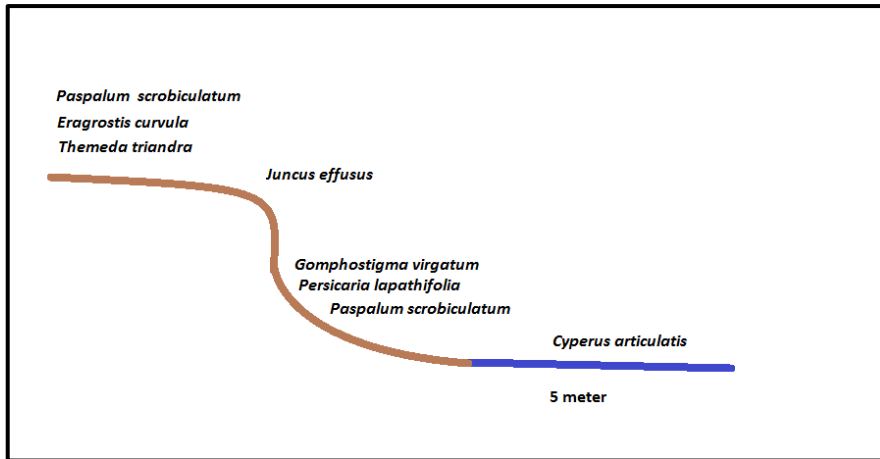 Paspalum scrobiculatum
Eragrostis curvula
Themeda triandra
Juncus effusus
Gomphostigma virgatum
Persicaria lapathifolia
Paspalum scrobiculatum
Cyperus articulatis
5 meter